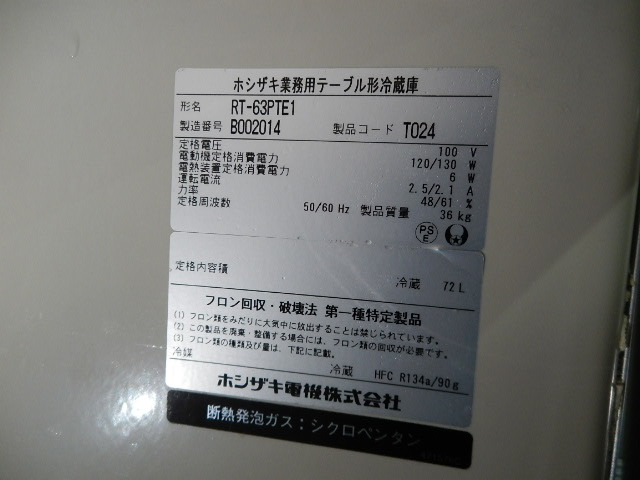 ホシザキ業務用テーブル形冷蔵庫
形名 RT-63PTE1
製造番号 B002014 製品コード T024
定格電圧 100 V
電動機定格消費電力 120/130 W
電熱装置定格消費電力 6 W
運転電流 2.5/2.1 A
力率 48/61 %
定格周波数 50/60 Hz 製品質量 36 kg
PS
E
定格内容積 冷蔵 72 L
フロン回収・破壊法 第一種特定製品
(1) フロン類をみだりに大気中に放出することは禁じられています。
(2) この製品を廃棄・整備する場合には、フロン類の回収が必要です。
(3) フロン類の種類及び量は、下記に記載。
冷媒 冷蔵 HFC R134a/90g
ホシザキ電機株式会社
断熱発泡ガス：シクロペンタン